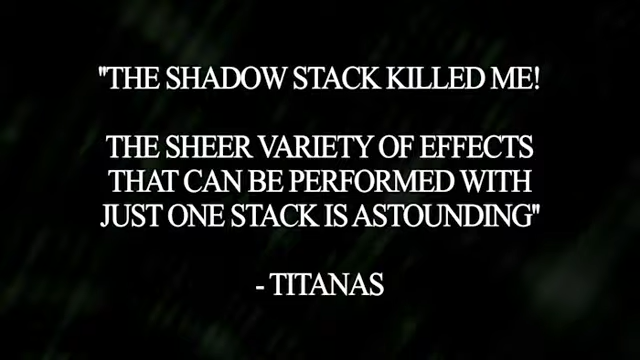 "THE SHADOW STACK KILLED ME!
THE SHEER VARIETY OF EFFECTS
THAT CAN BE PERFORMED WITH
JUST ONE STACK IS ASTOUNDING"
- TITANAS